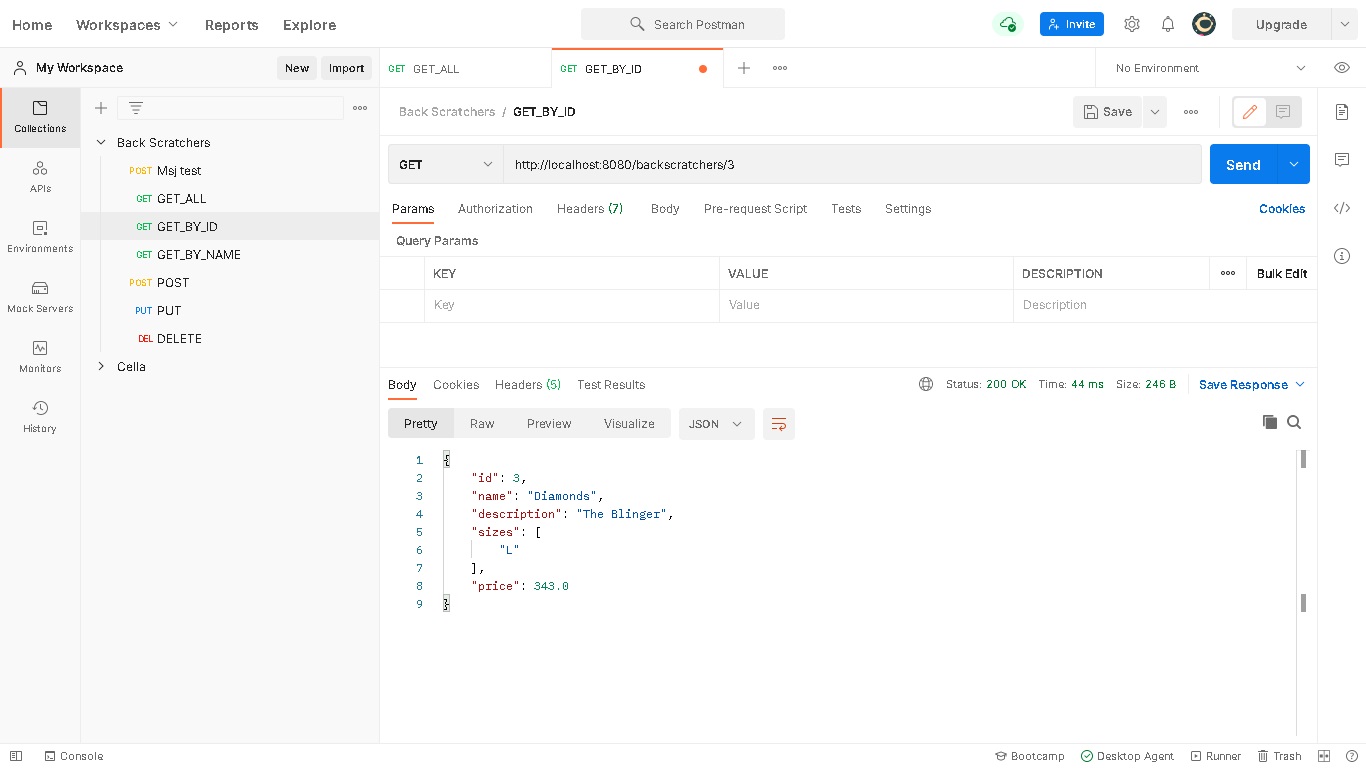 Home Workspaces Reports Explore Search Postman Invite Upgrade
My Workspace New Import GET GET_ALL GET GET_BY_ID No Environment
Collections
APIs
Environments
Mock Servers
Monitors
History
Back Scratchers
POST Msj test
GET GET_ALL
GET GET_BY_ID
GET GET_BY_NAME
POST POST
PUT PUT
DEL DELETE
Cella
Back Scratchers / GET_BY_ID Save
GET http://localhost:8080/backscratchers/3 Send
Params Authorization Headers (7) Body Pre-request Script Tests Settings Cookies
Query Params
KEY VALUE DESCRIPTION Bulk Edit
Key Value Description
Body Cookies Headers (5) Test Results Status: 200 OK Time: 44 ms Size: 246 B Save Response
Pretty Raw Preview Visualize JSON
1 {
2 "id": 3,
3 "name": "Diamonds",
4 "description": "The Blinger",
5 "sizes": [
6 "L"
7 ],
8 "price": 343.0
9 }
Console Bootcamp Desktop Agent Runner Trash